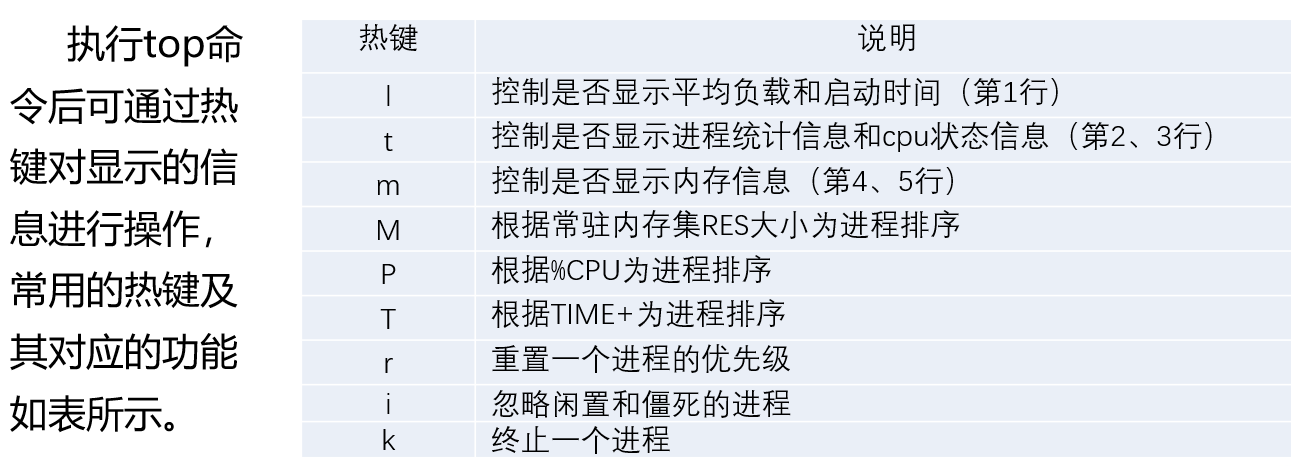 执行top命
令后可通过热
键对显示的信
息进行操作，
常用的热键及
其对应的功能
如表所示。
热键 说明
l 控制是否显示平均负载和启动时间（第1行）
t 控制是否显示进程统计信息和cpu状态信息（第2、3行）
m 控制是否显示内存信息（第4、5行）
M 根据常驻内存集RES大小为进程排序
P 根据%CPU为进程排序
T 根据TIME+为进程排序
r 重置一个进程的优先级
i 忽略闲置和僵死的进程
k 终止一个进程